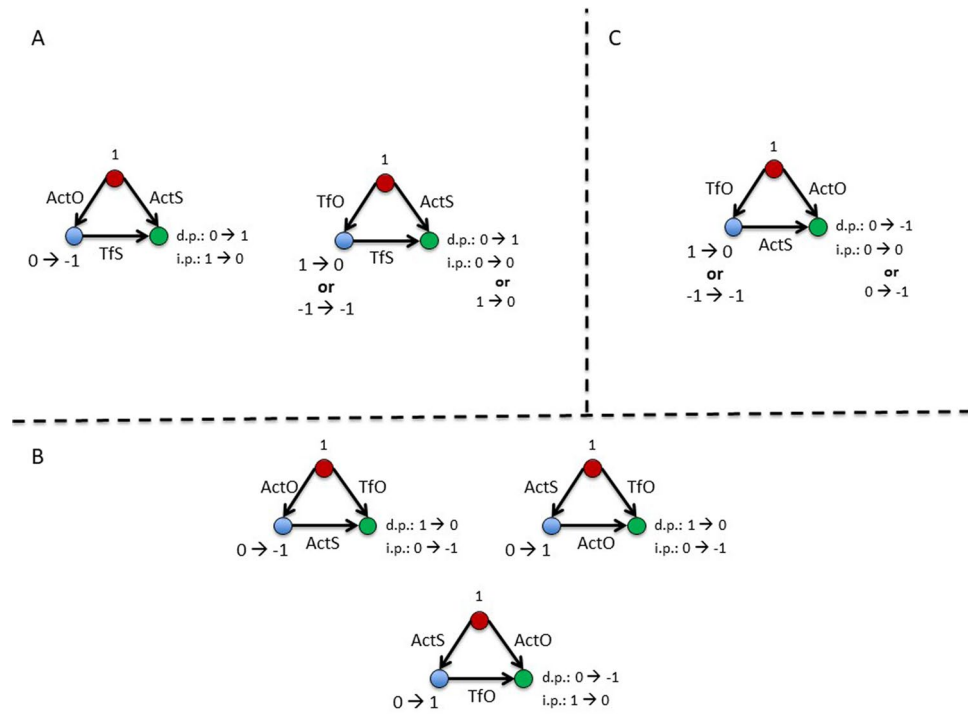 A
1
ActO ActS
TfS
0 → -1
d.p.: 0 → 1
i.p.: 1 → 0
1
TfO ActS
TfS
1 → 0
or
-1 → -1
d.p.: 0 → 1
i.p.: 0 → 0
or
1 → 0
C
1
TfO ActO
ActS
1 → 0
or
-1 → -1
d.p.: 0 → -1
i.p.: 0 → 0
or
0 → -1
B
1
ActO TfO
ActS
0 → -1
d.p.: 1 → 0
i.p.: 0 → -1
1
ActS TfO
ActO
0 → 1
d.p.: 1 → 0
i.p.: 0 → -1
1
ActS ActO
TfO
0 → 1
d.p.: 0 → -1
i.p.: 1 → 0